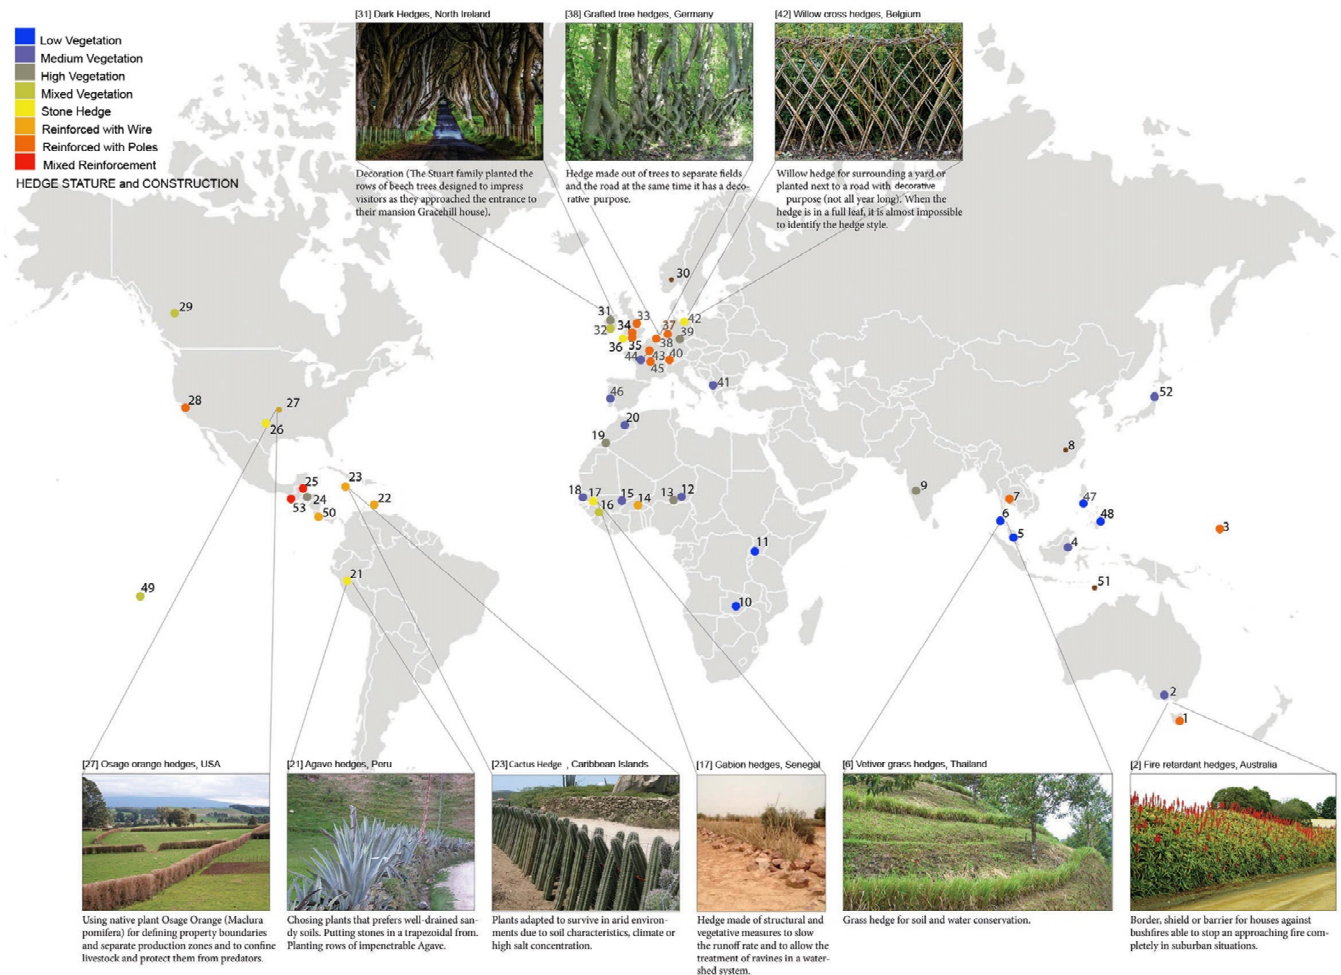 [31] Dark Hedges, North Ireland
[38] Grafted tree hedges, Germany
[42] Willow cross hedges, Belgium
Low Vegetation
Medium Vegetation
High Vegetation
Mixed Vegetation
Stone Hedge
Reinforced with Wire
Reinforced with Poles
Mixed Reinforcement
HEDGE STATURE and CONSTRUCTION
Decoration (The Stuart family planted the
rows of beech trees designed to impress
visitors as they approached the entrance to
their mansion Gracehill house).
Hedge made out of trees to separate fields
and the road at the same time it has a deco-
rative purpose.
Willow hedge for surrounding a yard or
planted next to a road with decorative
purpose (not all year long). When the
hedge is in a full leaf, it is almost impossible
to identify the hedge style.
30
29
31
33
42
32
34
37
39
36
35
38
44
43
40
45
41
46
28
27
26
20
52
19
8
25
23
24
22
53
50
18
17
15
14
13
12
16
9
7
47
6
48
5
4
3
11
21
49
10
51
2
1
[27] Osage orange hedges, USA
[21] Agave hedges, Peru
[23] Cactus Hedge , Caribbean Islands
[17] Gabion hedges, Senegal
[6] Vetiver grass hedges, Thailand
[2] Fire retardant hedges, Australia
Using native plant Osage Orange (Maclura
pomifera) for defining property boundaries
and separate production zones and to confine
livestock and protect them from predators.
Chosing plants that prefers well-drained san-
dy soils. Putting stones in a trapezoidal from.
Planting rows of impenetrable Agave.
Plants adapted to survive in arid environ-
ments due to soil characteristics, climate or
high salt concentration.
Hedge made of structural and
vegetative measures to slow
the runoff rate and to allow the
treatment of ravines in a water-
shed system.
Grass hedge for soil and water conservation.
Border, shield or barrier for houses against
bushfires able to stop an approaching fire com-
pletely in suburban situations.